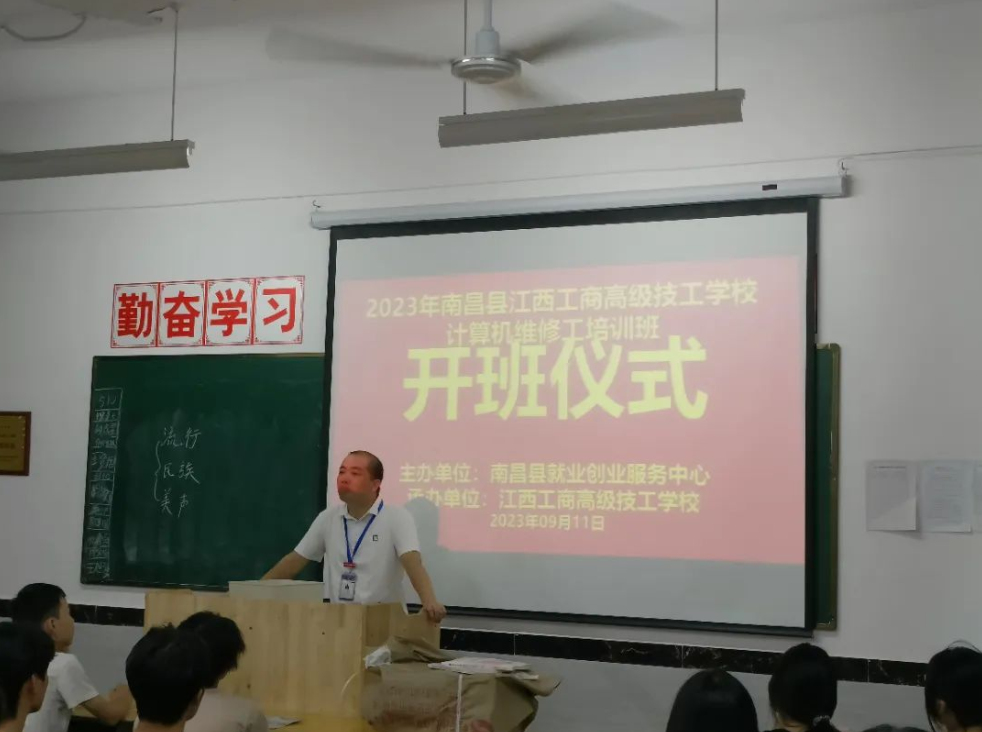 勤奋学习
2023年南昌县江西工商高级技工学校
计算机维修工培训班
开班仪式
主办单位：南昌县就业创业服务中心
承办单位：江西工商高级技工学校
2023年09月11日
流行
民族
美声